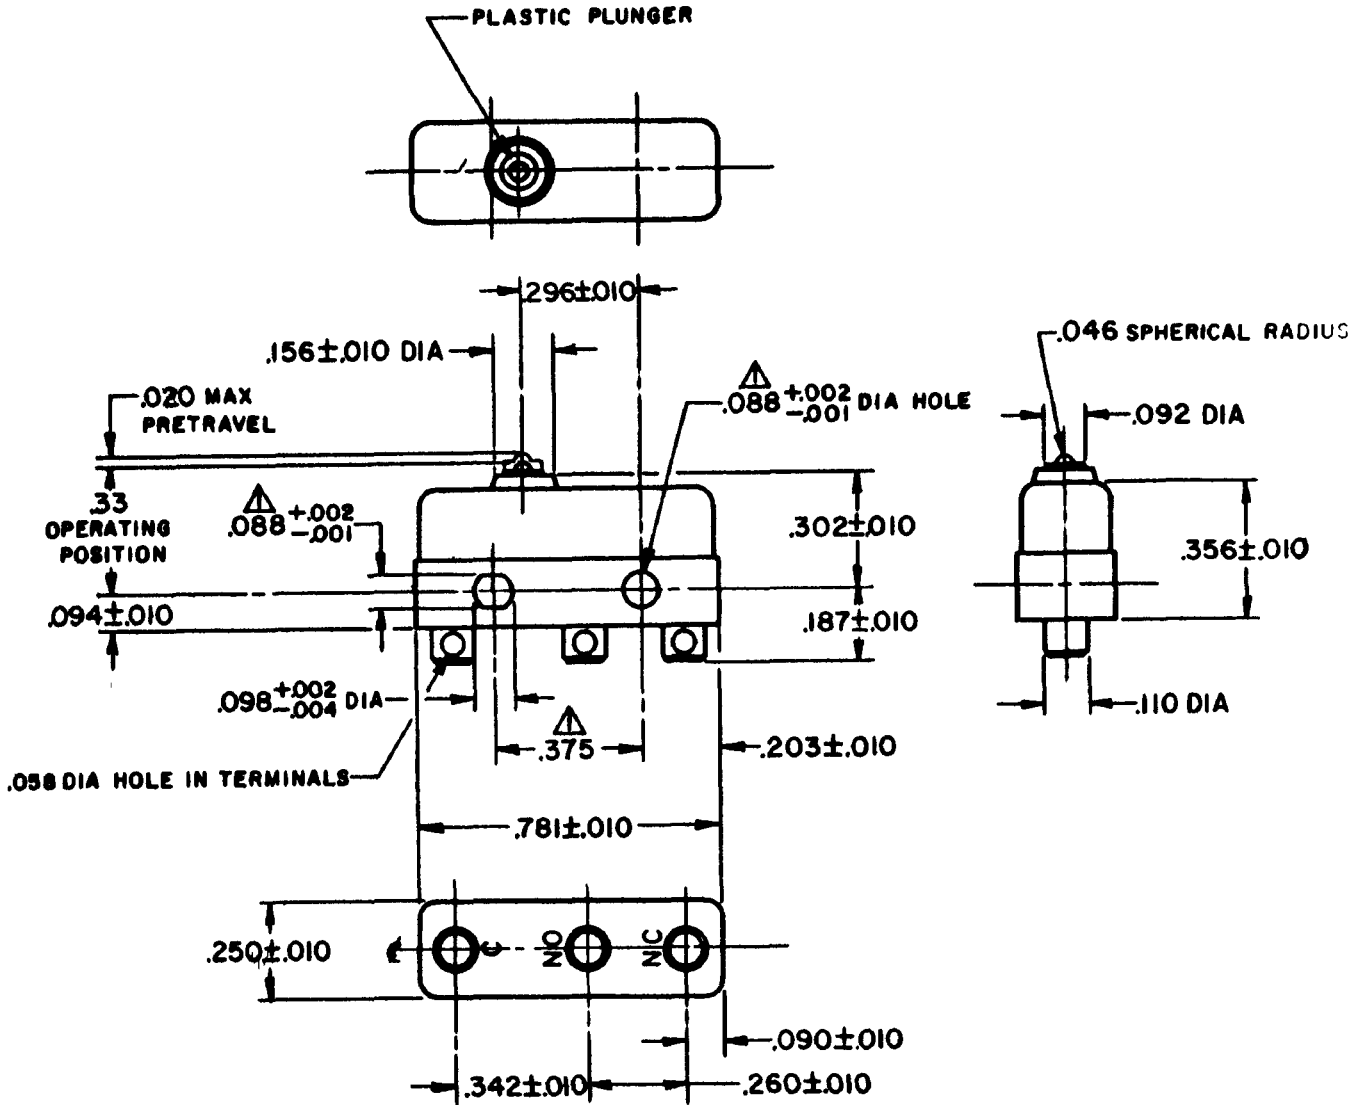 PLASTIC PLUNGER
.296±.010
.156±.010 DIA
.046 SPHERICAL RADIUS
.020 MAX
PRETRAVEL
.088 +.002 -.001 DIA HOLE
.092 DIA
.33
OPERATING
POSITION
.088 +.002 -.001
.302±.010
.356±.010
.094±.010
.187±.010
.098 +.002 -.004 DIA
.110 DIA
.375
.203±.010
.058 DIA HOLE IN TERMINALS
.781±.010
.250±.010
C
NO
NC
.090±.010
.342±.010
.260±.010